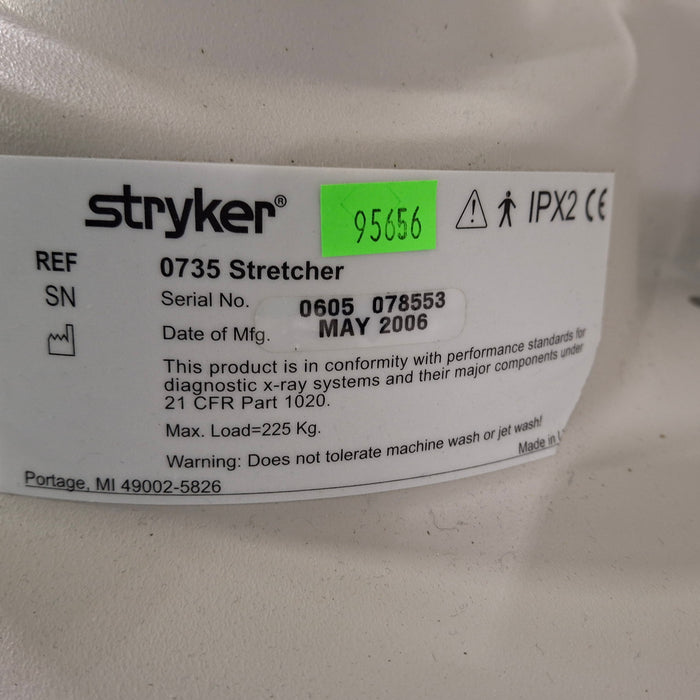 stryker®
95656
IPX2 CE
REF 0735 Stretcher
SN Serial No. 0605 078553
Date of Mfg. MAY 2006
This product is in conformity with performance standards for
diagnostic x-ray systems and their major components under
21 CFR Part 1020.
Max. Load=225 Kg.
Warning: Does not tolerate machine wash or jet wash!
Made in
Portage, MI 49002-5826